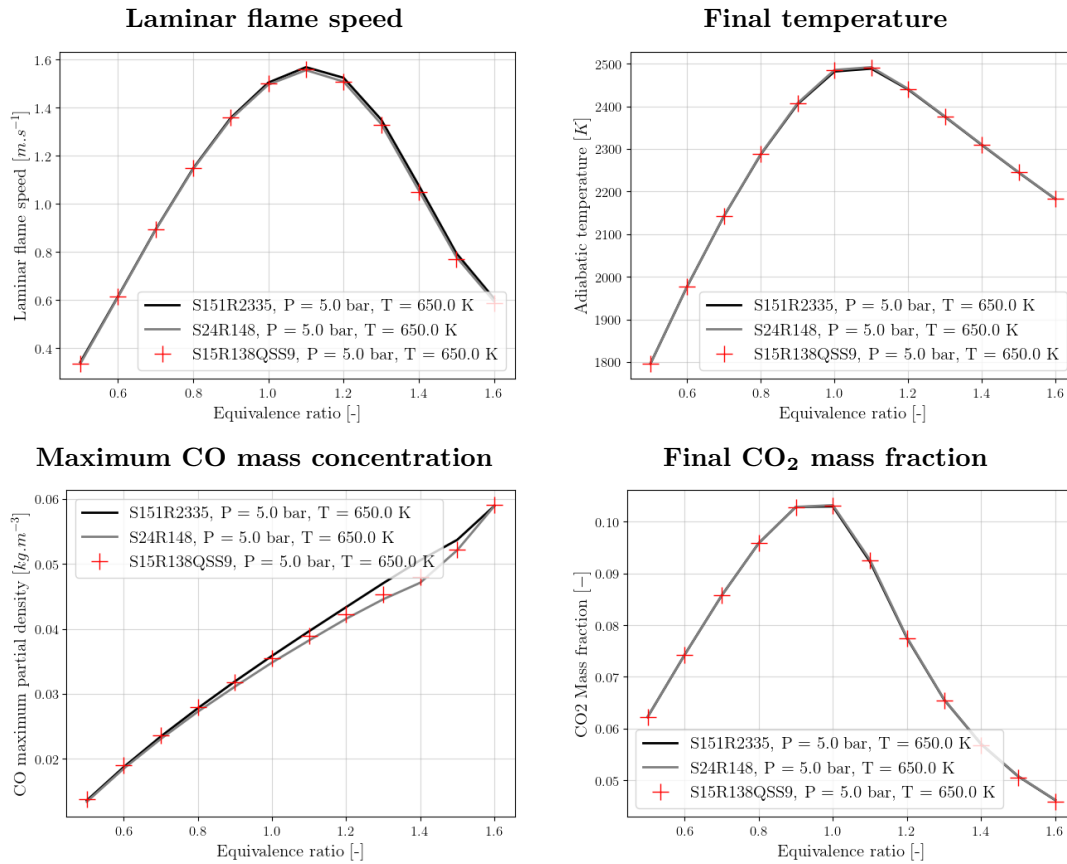 Laminar flame speed
1.6
1.4
1.2
1.0
0.8
0.6
0.4
Laminar flame speed [m.s⁻¹]
S151R2335, P = 5.0 bar, T = 650.0 K
S24R148, P = 5.0 bar, T = 650.0 K
S15R138QSS9, P = 5.0 bar, T = 650.0 K
0.6 0.8 1.0 1.2 1.4 1.6
Equivalence ratio [-]
Final temperature
2500
2400
2300
2200
2100
2000
1900
1800
Adiabatic temperature [K]
S151R2335, P = 5.0 bar, T = 650.0 K
S24R148, P = 5.0 bar, T = 650.0 K
S15R138QSS9, P = 5.0 bar, T = 650.0 K
0.6 0.8 1.0 1.2 1.4 1.6
Equivalence ratio [-]
Maximum CO mass concentration
0.06
0.05
0.04
0.03
0.02
CO maximum partial density [kg.m⁻³]
S151R2335, P = 5.0 bar, T = 650.0 K
S24R148, P = 5.0 bar, T = 650.0 K
S15R138QSS9, P = 5.0 bar, T = 650.0 K
0.6 0.8 1.0 1.2 1.4 1.6
Equivalence ratio [-]
Final CO₂ mass fraction
0.10
0.09
0.08
0.07
0.06
0.05
CO2 Mass fraction [−]
S151R2335, P = 5.0 bar, T = 650.0 K
S24R148, P = 5.0 bar, T = 650.0 K
S15R138QSS9, P = 5.0 bar, T = 650.0 K
0.6 0.8 1.0 1.2 1.4 1.6
Equivalence ratio [-]